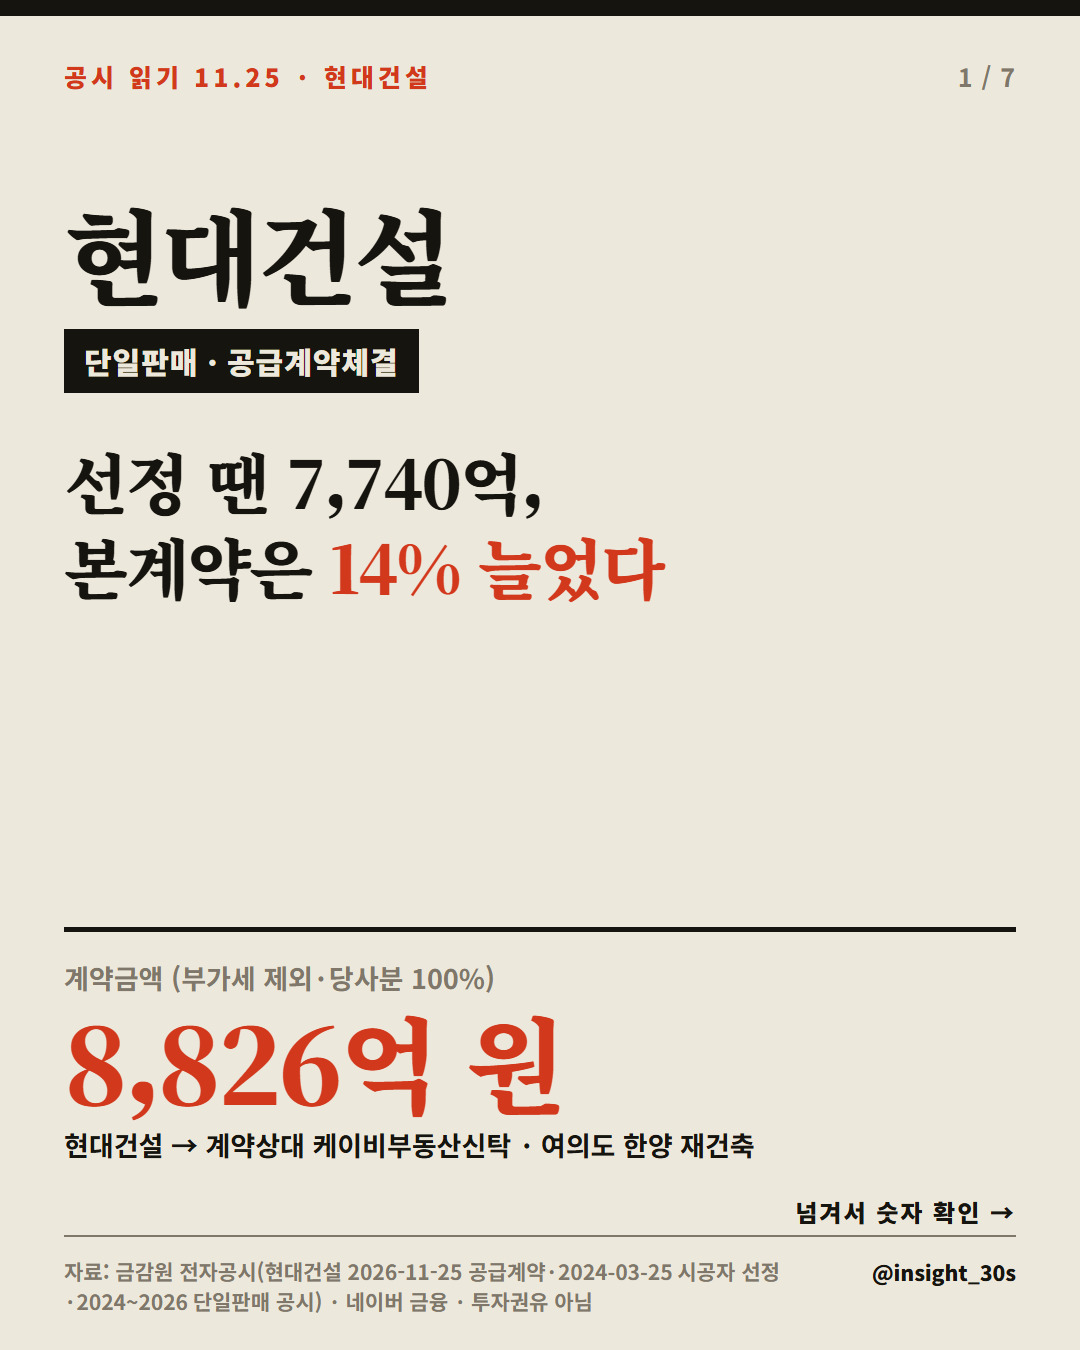 공시 읽기 11.25 · 현대건설
1 / 7
현대건설
단일판매 · 공급계약체결
선정 땐 7,740억,
본계약은 14% 늘었다
계약금액 (부가세 제외·당사분 100%)
8,826억 원
현대건설 → 계약상대 케이비부동산신탁 · 여의도 한양 재건축
넘겨서 숫자 확인 →
자료: 금감원 전자공시(현대건설 2026-11-25 공급계약·2024-03-25 시공자 선정
·2024~2026 단일판매 공시) · 네이버 금융 · 투자권유 아님
@insight_30s